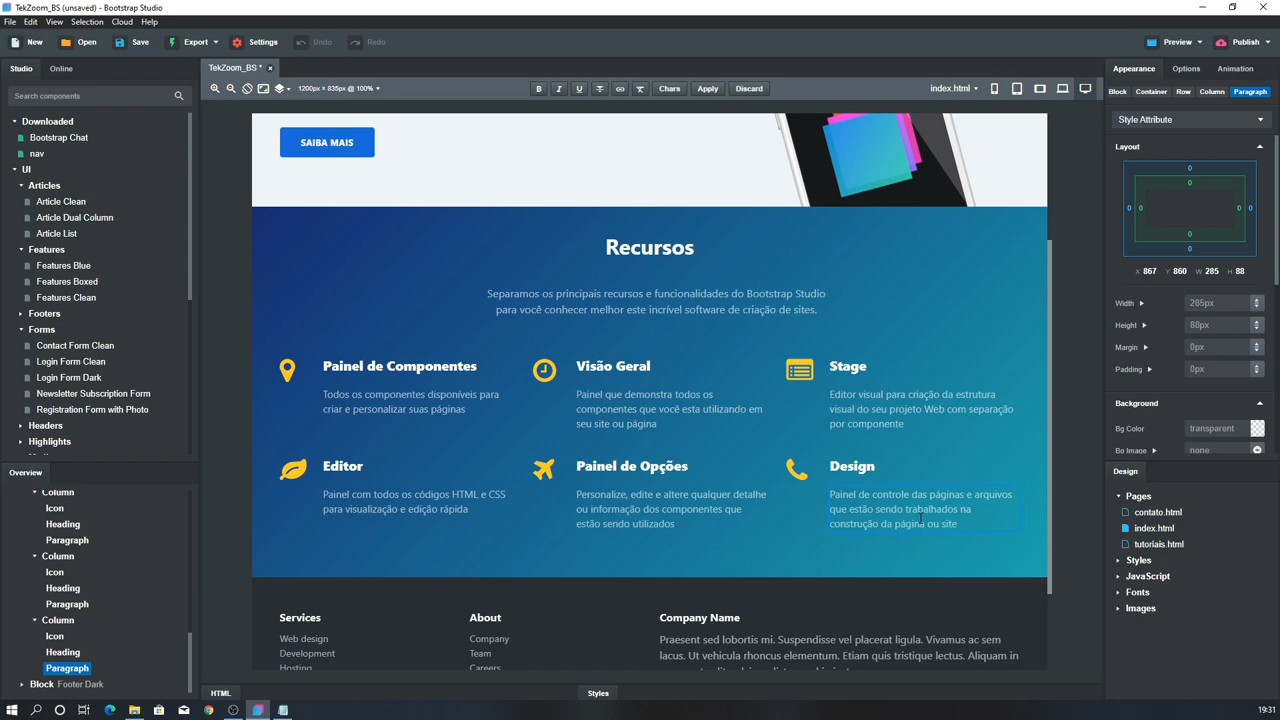 TekZoom_BS (unsaved) - Bootstrap Studio
File Edit View Selection Cloud Help
New Open Save Export Settings Undo Redo Preview Publish
Studio Online
TekZoom_BS *
Appearance Options Animation
Search components
1200px × 835px @ 100%
B I U Chars Apply Discard
index.html
Block Container Row Column Paragraph
Style Attribute
Downloaded
Bootstrap Chat
nav
UI
Articles
Article Clean
Article Dual Column
Article List
Features
Features Blue
Features Boxed
Features Clean
Footers
Forms
Contact Form Clean
Login Form Clean
Login Form Dark
Newsletter Subscription Form
Registration Form with Photo
Headers
Highlights
Overview
Column
Icon
Heading
Paragraph
Column
Icon
Heading
Paragraph
Column
Icon
Heading
Paragraph
Block Footer Dark
SAIBA MAIS
Recursos
Separamos os principais recursos e funcionalidades do Bootstrap Studio
para você conhecer melhor este incrível software de criação de sites.
Painel de Componentes
Todos os componentes disponíveis para
criar e personalizar suas páginas
Visão Geral
Painel que demonstra todos os
componentes que você esta utilizando em
seu site ou página
Stage
Editor visual para criação da estrutura
visual do seu projeto Web com separação
por componente
Editor
Painel com todos os códigos HTML e CSS
para visualização e edição rápida
Painel de Opções
Personalize, edite e altere qualquer detalhe
ou informação dos componentes que
estão sendo utilizados
Design
Painel de controle das páginas e arquivos
que estão sendo trabalhados na
construção da página ou site
Services
Web design
Development
Hosting
About
Company
Team
Careers
Company Name
Praesent sed lobortis mi. Suspendisse vel placerat ligula. Vivamus ac sem
lacus. Ut vehicula rhoncus elementum. Etiam quis tristique lectus. Aliquam in
HTML
Styles
Layout
0
0
0 0 0 0
0
0
X 867 Y 860 W 285 H 88
Width 285px
Height 88px
Margin 0px
Padding 0px
Background
Bg Color transparent
Bg Image none
Design
Pages
contato.html
index.html
tutoriais.html
Styles
JavaScript
Fonts
Images
19:31